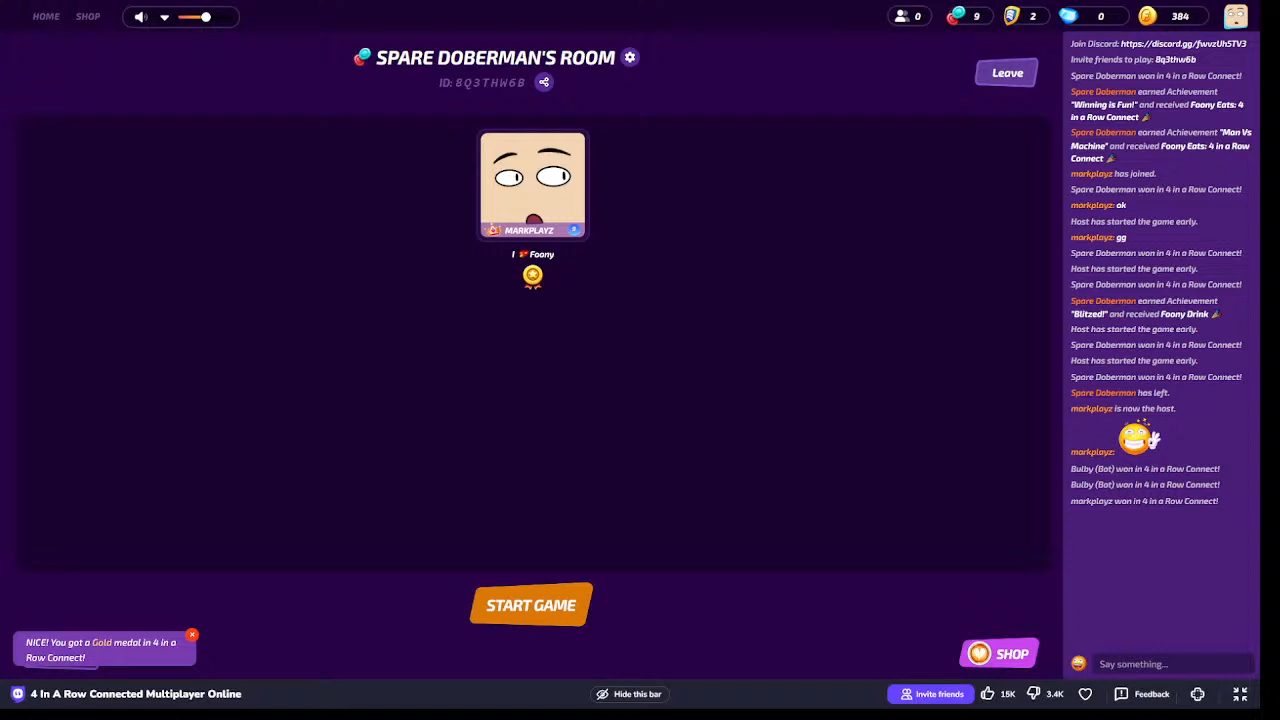 HOME
SHOP
0
9
2
0
384
SPARE DOBERMAN'S ROOM
ID: 8Q3THW6B
Leave
MARKPLAYZ
I Foony
START GAME
NICE! You got a Gold medal in 4 in a
Row Connect!
SHOP
Join Discord: https://discord.gg/fwvzUh5TV3
Invite friends to play: 8q3thw6b
Spare Doberman won in 4 in a Row Connect!
Spare Doberman earned Achievement
"Winning is Fun!" and received Foony Eats: 4
in a Row Connect
Spare Doberman earned Achievement "Man Vs
Machine" and received Foony Eats: 4 in a Row
Connect
markplayz has joined.
Spare Doberman won in 4 in a Row Connect!
markplayz: ok
Host has started the game early.
markplayz: gg
Spare Doberman won in 4 in a Row Connect!
Host has started the game early.
Spare Doberman won in 4 in a Row Connect!
Spare Doberman earned Achievement
"Blitzed!" and received Foony Drink
Host has started the game early.
Spare Doberman won in 4 in a Row Connect!
Host has started the game early.
Spare Doberman won in 4 in a Row Connect!
Spare Doberman has left.
markplayz is now the host.
markplayz:
Bulby (Bot) won in 4 in a Row Connect!
Bulby (Bot) won in 4 in a Row Connect!
markplayz won in 4 in a Row Connect!
Say something...
4 In A Row Connected Multiplayer Online
Hide this bar
Invite friends
15K
3.4K
Feedback